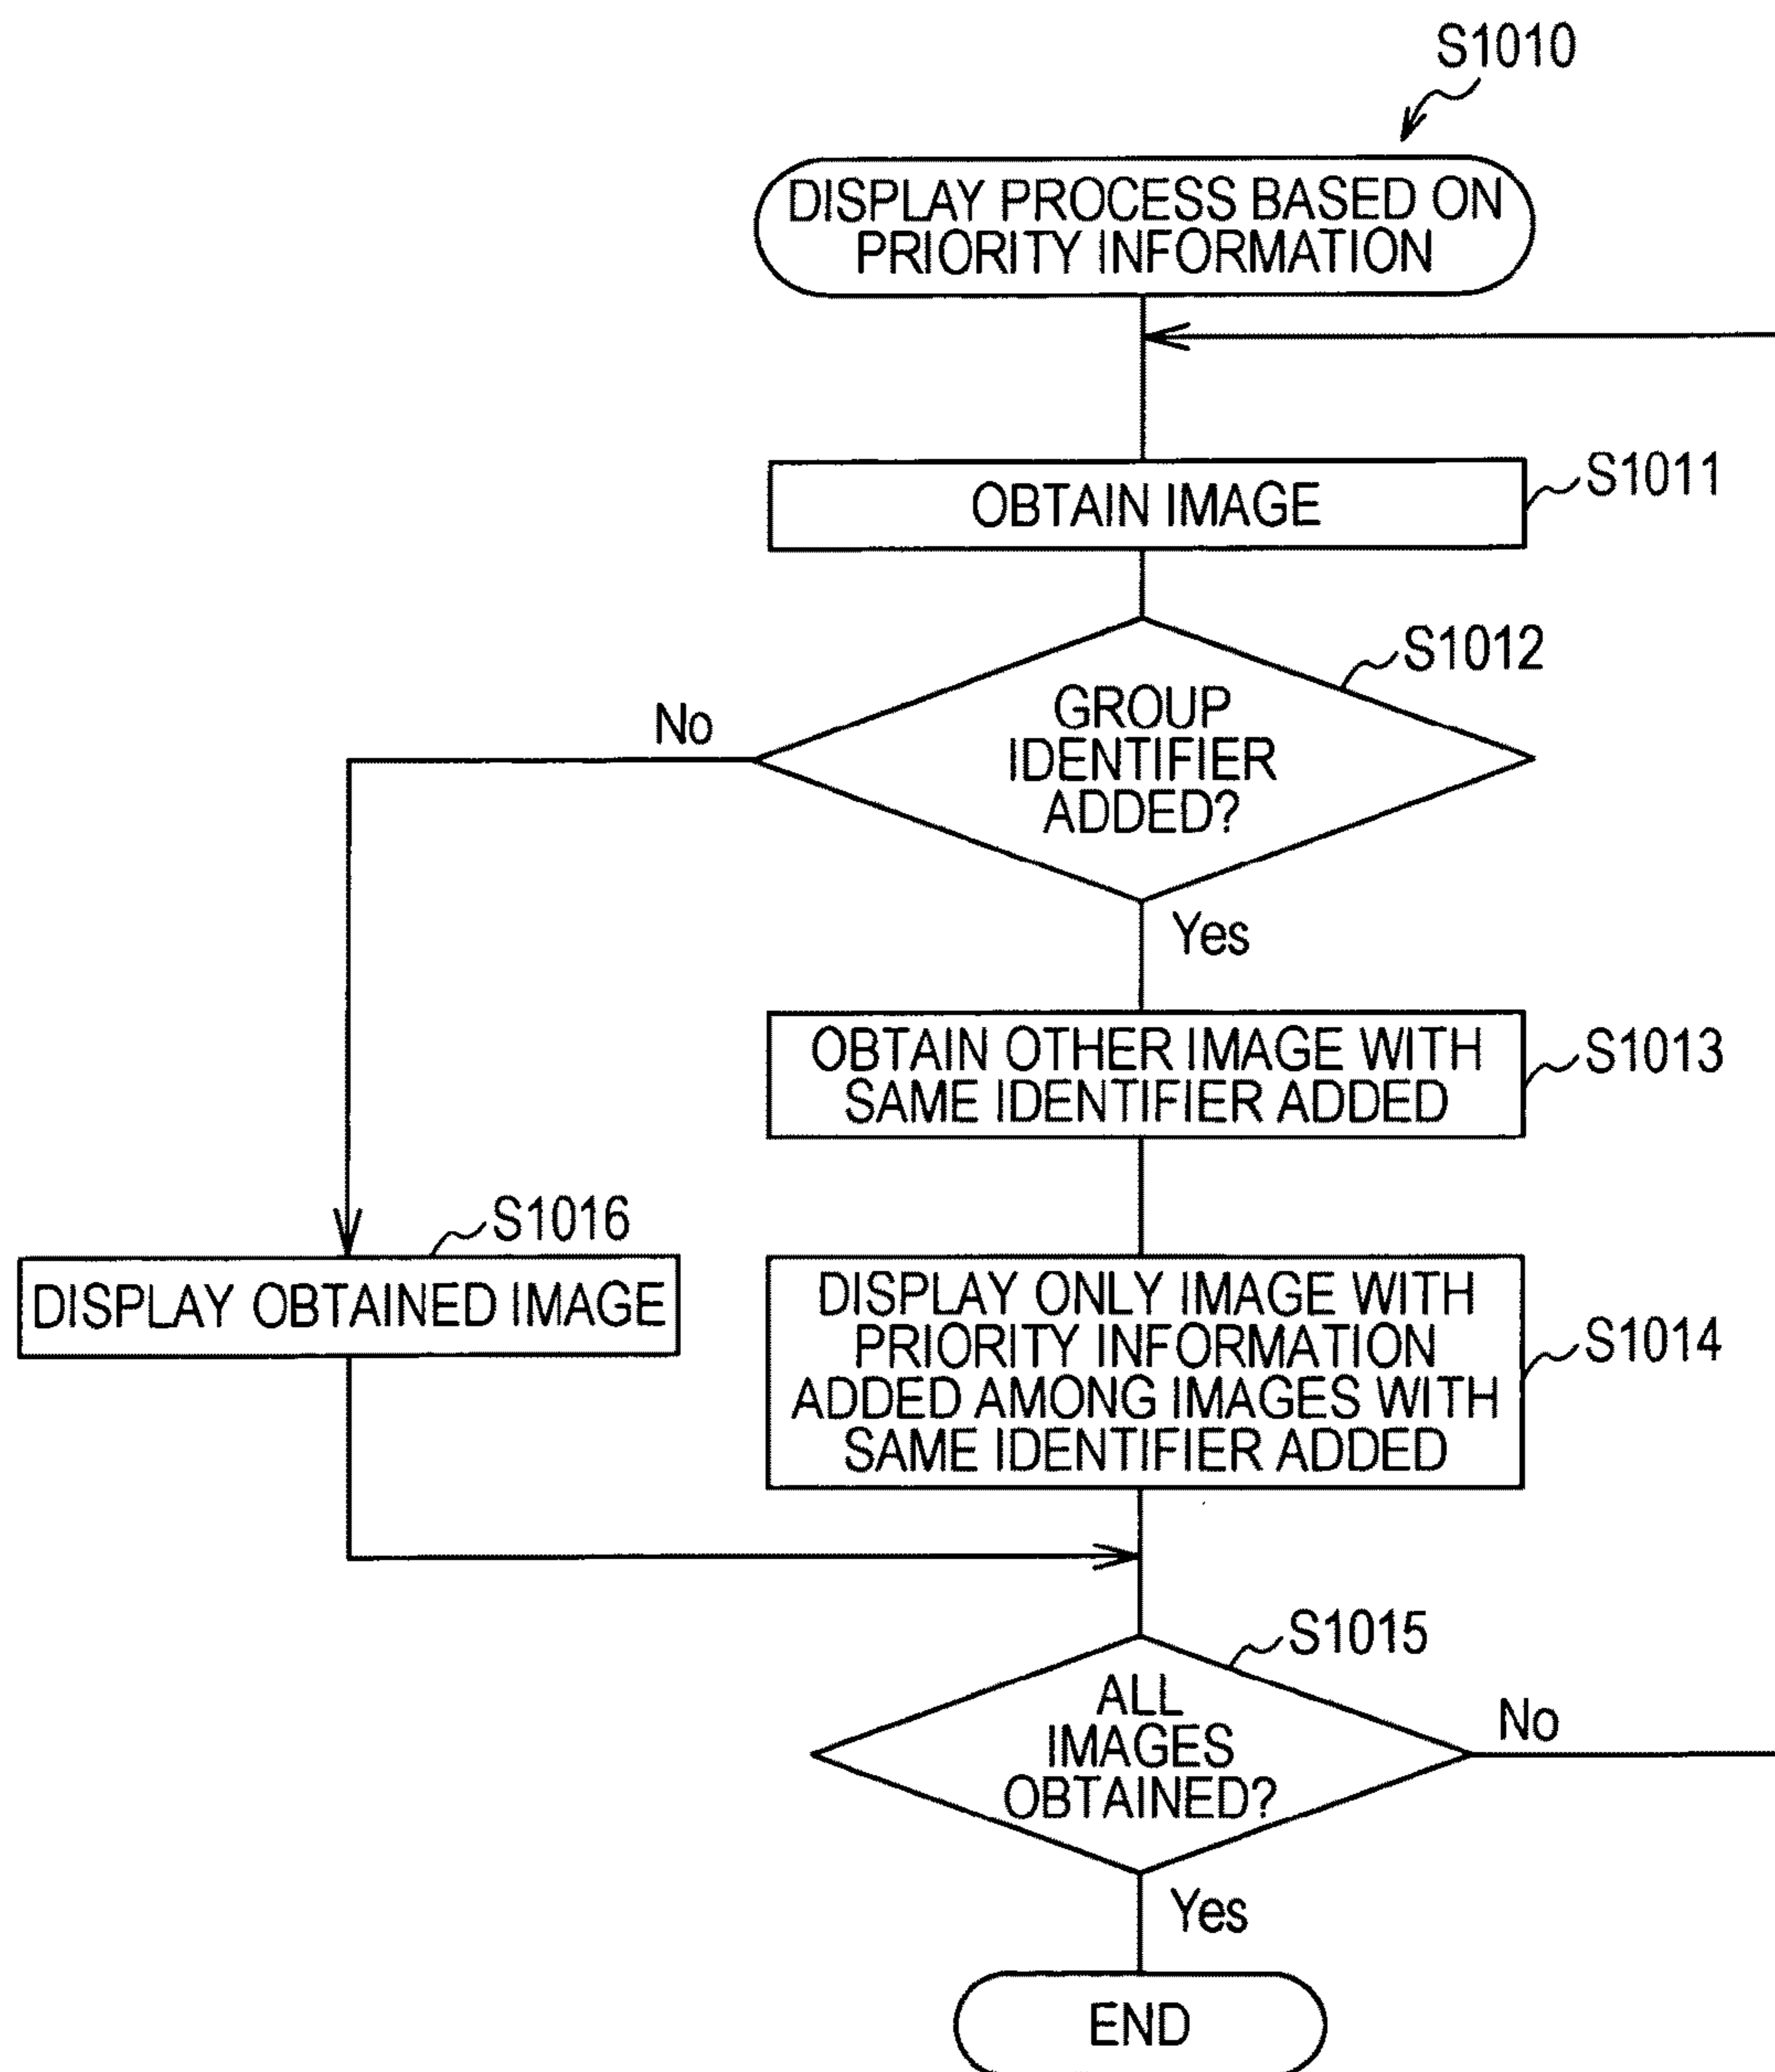 S1010
DISPLAY PROCESS BASED ON
PRIORITY INFORMATION
OBTAIN IMAGE
S1011
S1012
GROUP
IDENTIFIER
ADDED?
No
Yes
OBTAIN OTHER IMAGE WITH
SAME IDENTIFIER ADDED
S1013
S1016
DISPLAY OBTAINED IMAGE
DISPLAY ONLY IMAGE WITH
PRIORITY INFORMATION
ADDED AMONG IMAGES WITH
SAME IDENTIFIER ADDED
S1014
S1015
ALL
IMAGES
OBTAINED?
No
Yes
END